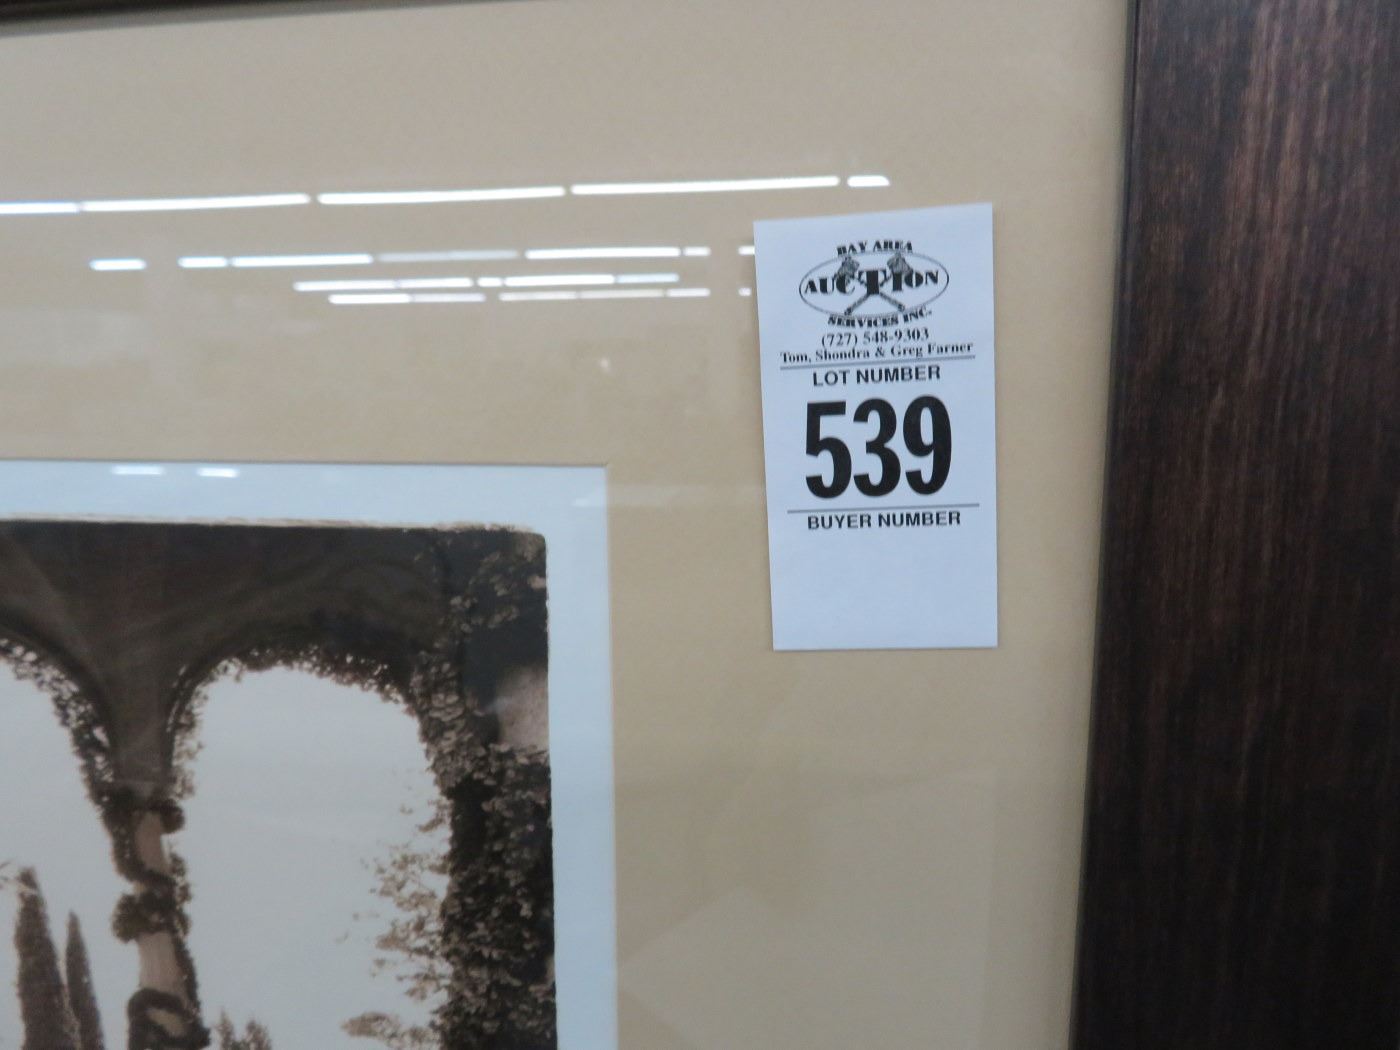 BAY AREA
AUCTION
SERVICES INC.
(727) 548-9303
Tom, Shondra & Greg Farner
LOT NUMBER
539
BUYER NUMBER